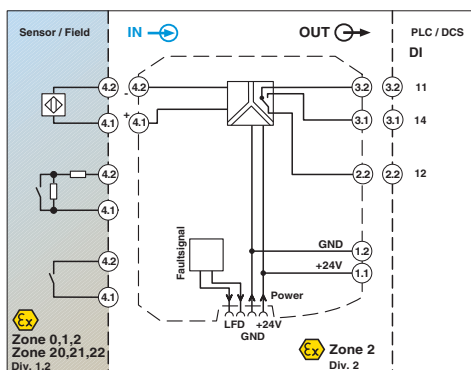 Sensor / Field
IN
OUT
PLC / DCS
DI
4.2
-
4.2
3.2
3.2
11
4.1
+
4.1
3.1
3.1
14
4.2
2.2
2.2
12
4.1
Faultsignal
GND
1.2
4.2
+24V
1.1
4.1
Power
LFD
+24V
GND
Ex
Zone 0,1,2
Zone 20,21,22
Div. 1,2
Ex
Zone 2
Div. 2